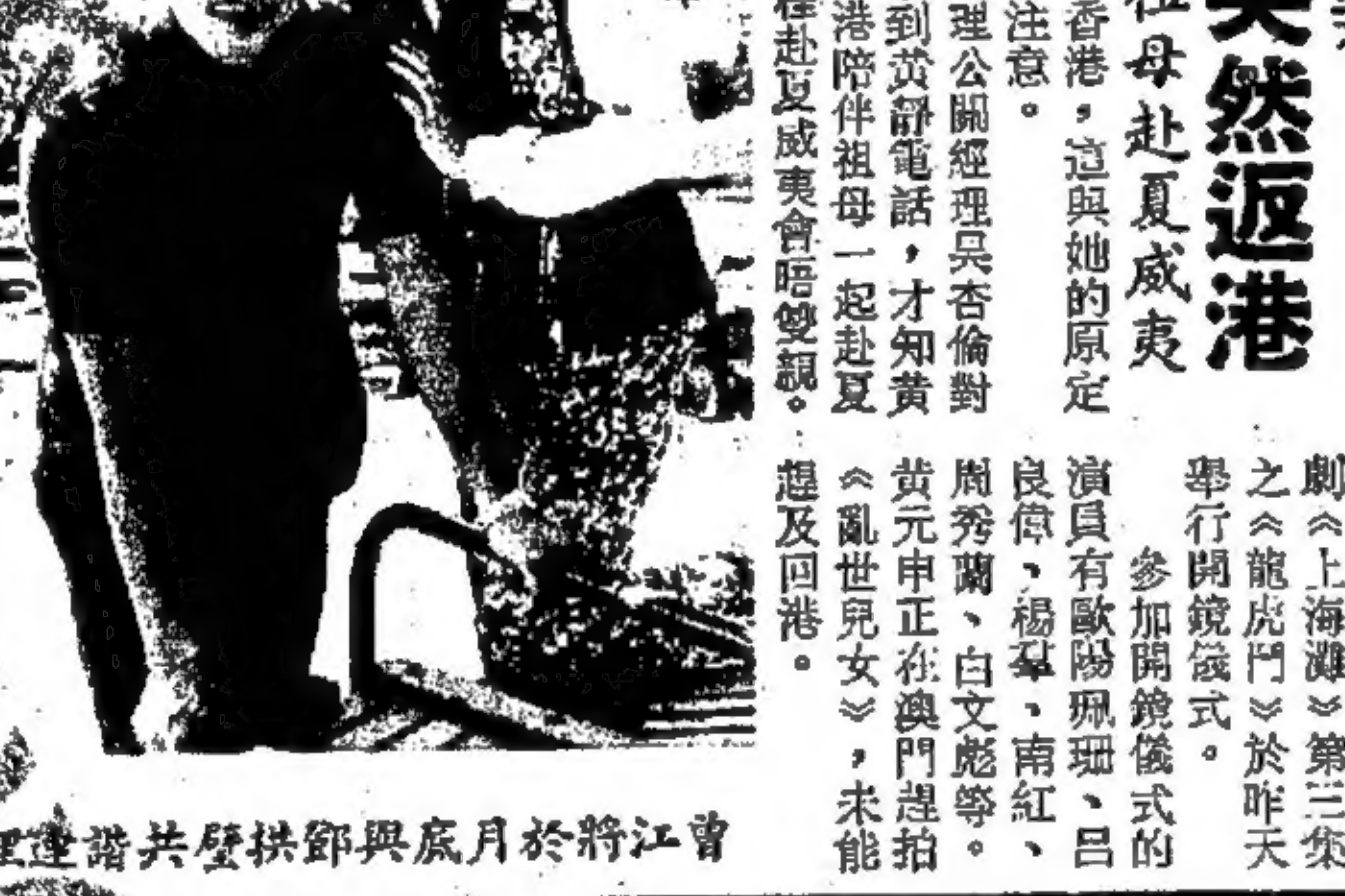 突然返港
母赴夏威夷
香港，這與她的原定
注意。
理公關經理吳杏倫對
到黃靜電話，才知黃
港陪伴祖母一起赴夏
程赴夏威夷會晤雙親。
劇《上海灘》第三集
之《龍虎鬥》於昨天
舉行開鏡儀式。
參加開鏡儀式的
演員有歐陽珮珊、呂
良偉、楊羣、南紅、
周秀蘭、白文彪等。
黃元申正在澳門趕拍
《亂世兒女》，未能
趕及回港。
曾江將於月底與鄧拱璧共諧連理